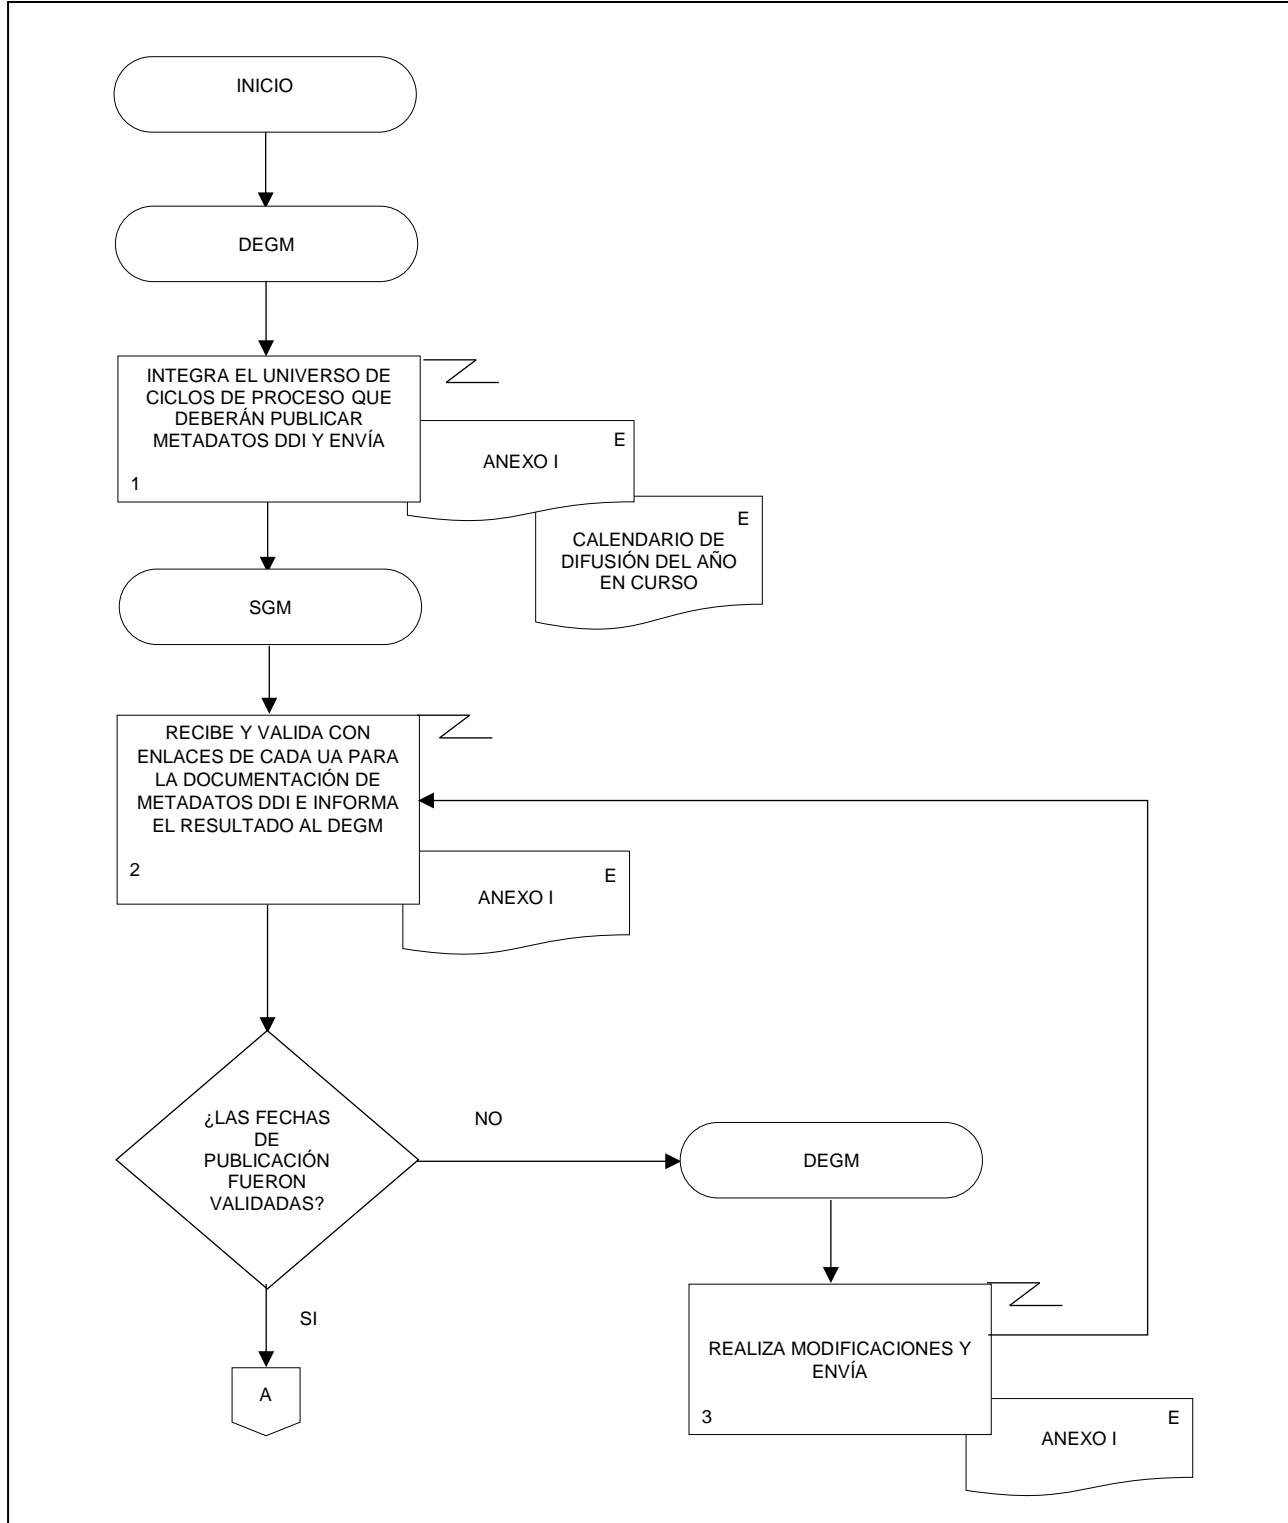 INICIO
DEGM
INTEGRA EL UNIVERSO DE
CICLOS DE PROCESO QUE
DEBERÁN PUBLICAR
METADATOS DDI Y ENVÍA
1
E
ANEXO I
E
CALENDARIO DE
DIFUSIÓN DEL AÑO
EN CURSO
SGM
RECIBE Y VALIDA CON
ENLACES DE CADA UA PARA
LA DOCUMENTACIÓN DE
METADATOS DDI E INFORMA
EL RESULTADO AL DEGM
2
E
ANEXO I
¿LAS FECHAS
DE
PUBLICACIÓN
FUERON
VALIDADAS?
NO
DEGM
SI
A
REALIZA MODIFICACIONES Y
ENVÍA
3
E
ANEXO I